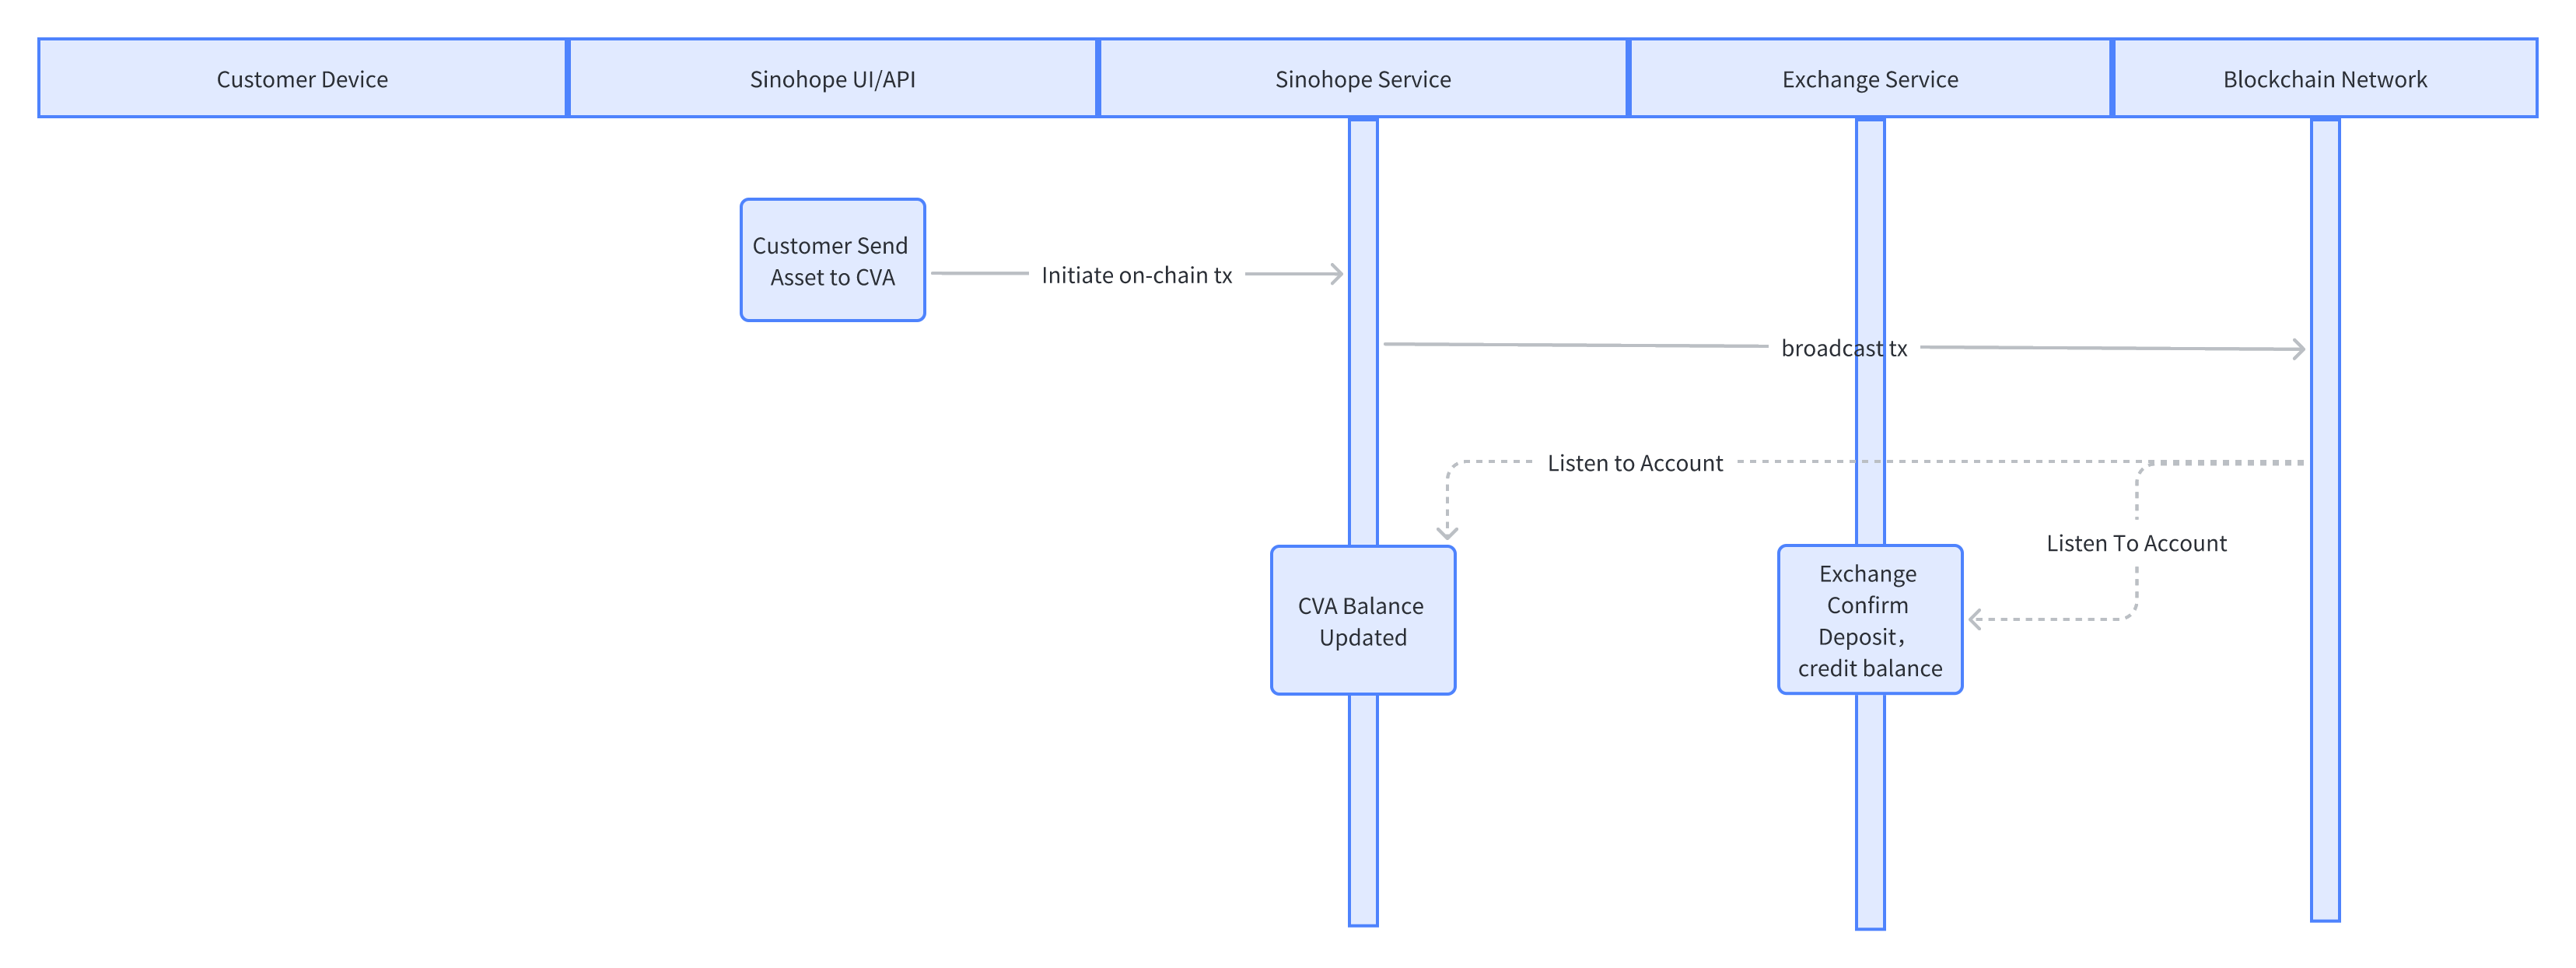 Customer Device
Sinohope UI/API
Sinohope Service
Exchange Service
Blockchain Network
Customer Send
Asset to CVA
Initiate on-chain tx
broadcast tx
Listen to Account
Listen To Account
CVA Balance
Updated
Exchange
Confirm
Deposit，
credit balance